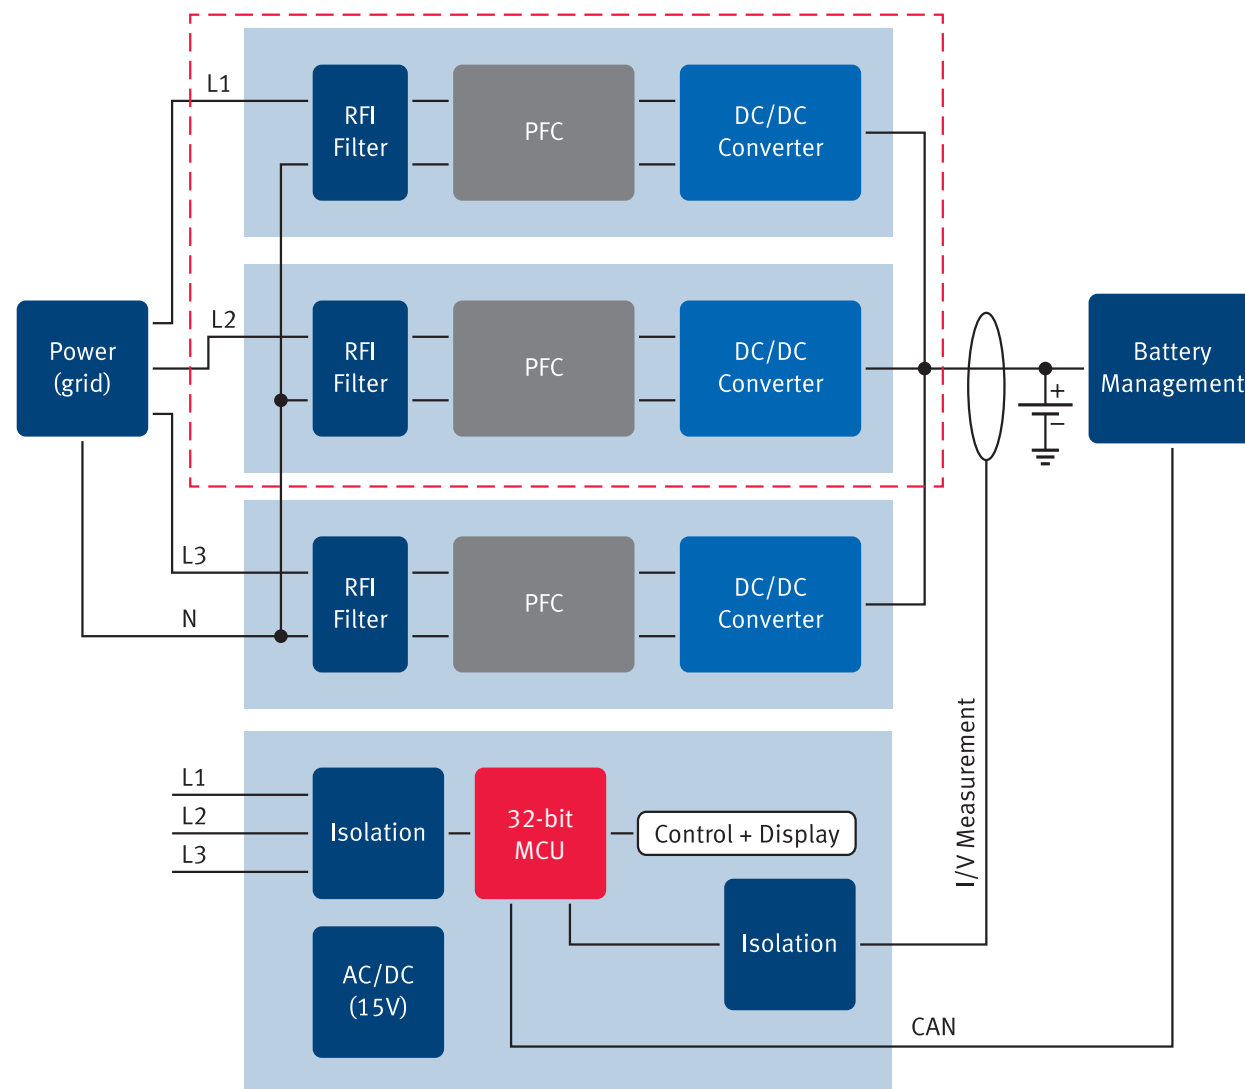 L1
RFI
Filter
PFC
DC/DC
Converter
Power
(grid)
L2
RFI
Filter
PFC
DC/DC
Converter
+
−
Battery
Management
L3
N
RFI
Filter
PFC
DC/DC
Converter
L1
L2
L3
Isolation
32-bit
MCU
Control + Display
I/V Measurement
AC/DC
(15V)
Isolation
CAN